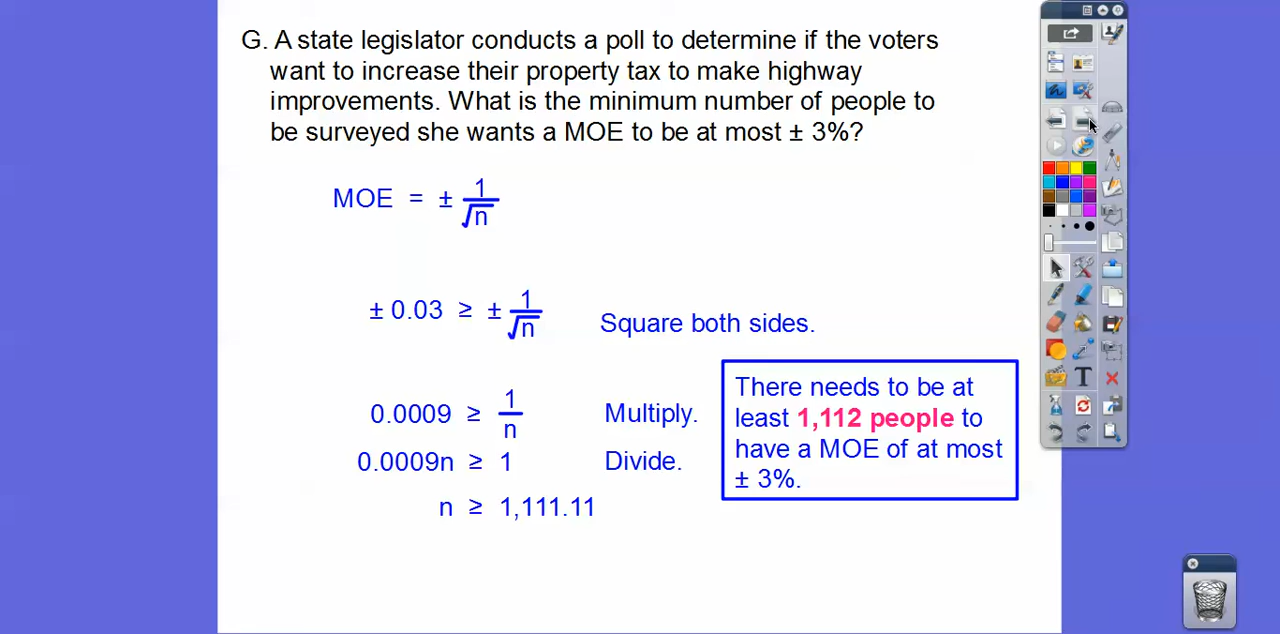 G. A state legislator conducts a poll to determine if the voters
want to increase their property tax to make highway
improvements. What is the minimum number of people to
be surveyed she wants a MOE to be at most ± 3%?
MOE = ± 1/√n
± 0.03 ≥ ± 1/√n
Square both sides.
0.0009 ≥ 1/n
Multiply.
0.0009n ≥ 1
Divide.
n ≥ 1,111.11
There needs to be at
least 1,112 people to
have a MOE of at most
± 3%.
T